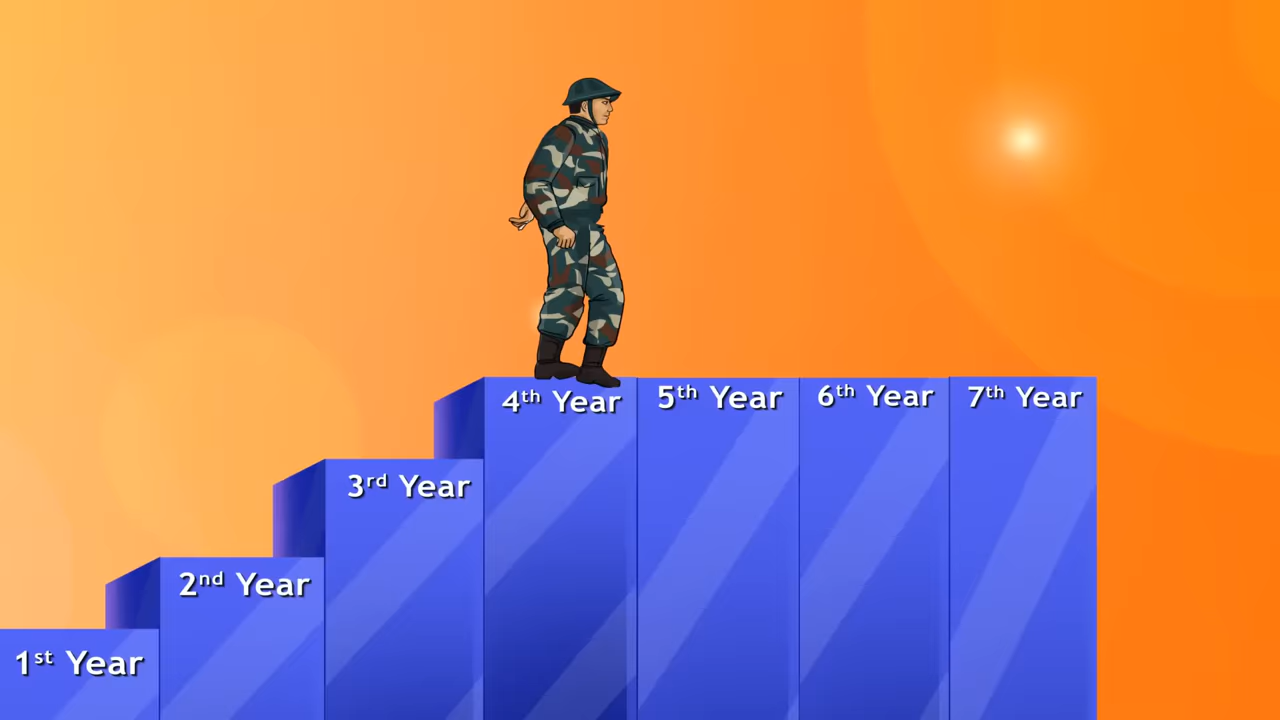 1st Year
2nd Year
3rd Year
4th Year
5th Year
6th Year
7th Year